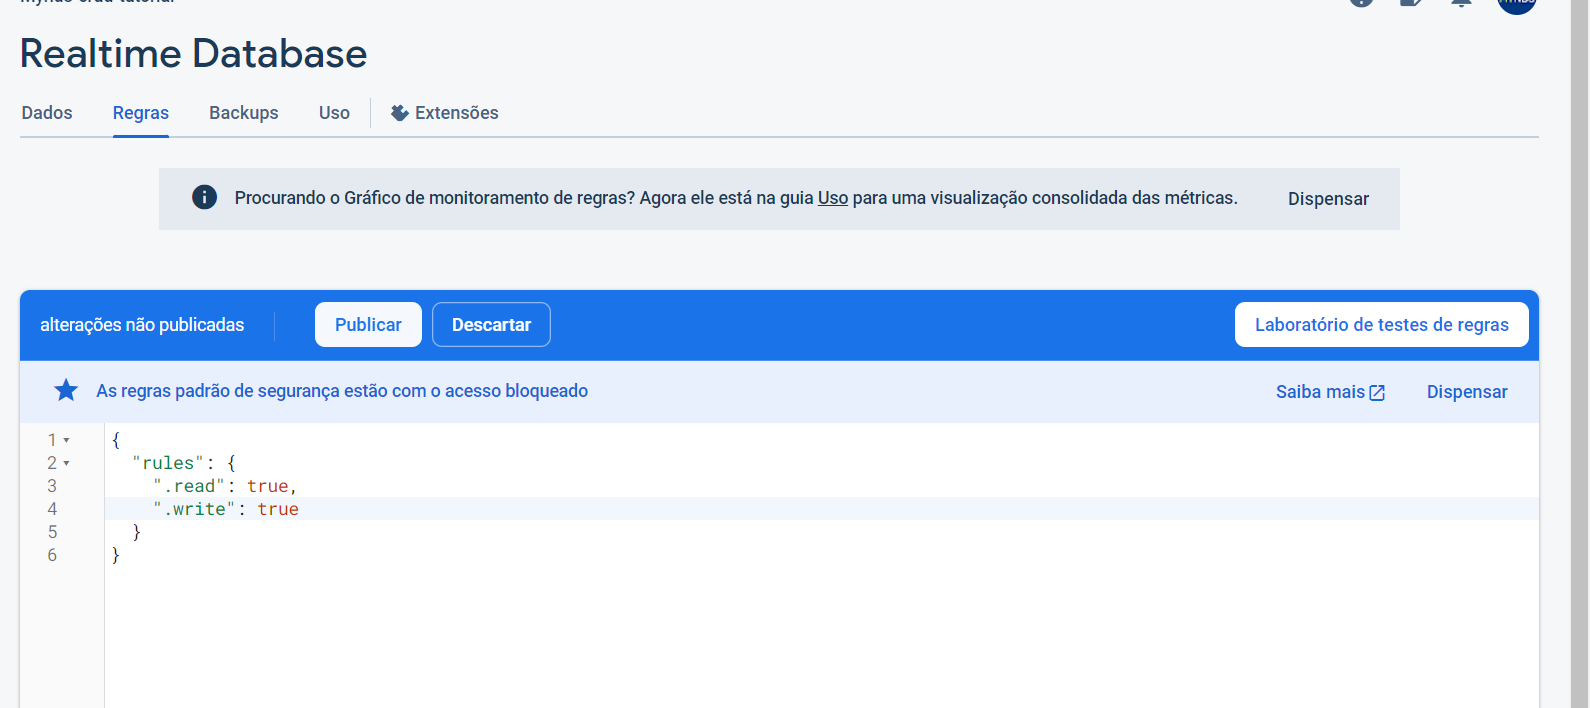 Realtime Database
Dados Regras Backups Uso Extensões
Procurando o Gráfico de monitoramento de regras? Agora ele está na guia Uso para uma visualização consolidada das métricas. Dispensar
alterações não publicadas Publicar Descartar Laboratório de testes de regras
As regras padrão de segurança estão com o acesso bloqueado Saiba mais Dispensar
1 {
2 "rules": {
3 ".read": true,
4 ".write": true
5 }
6 }